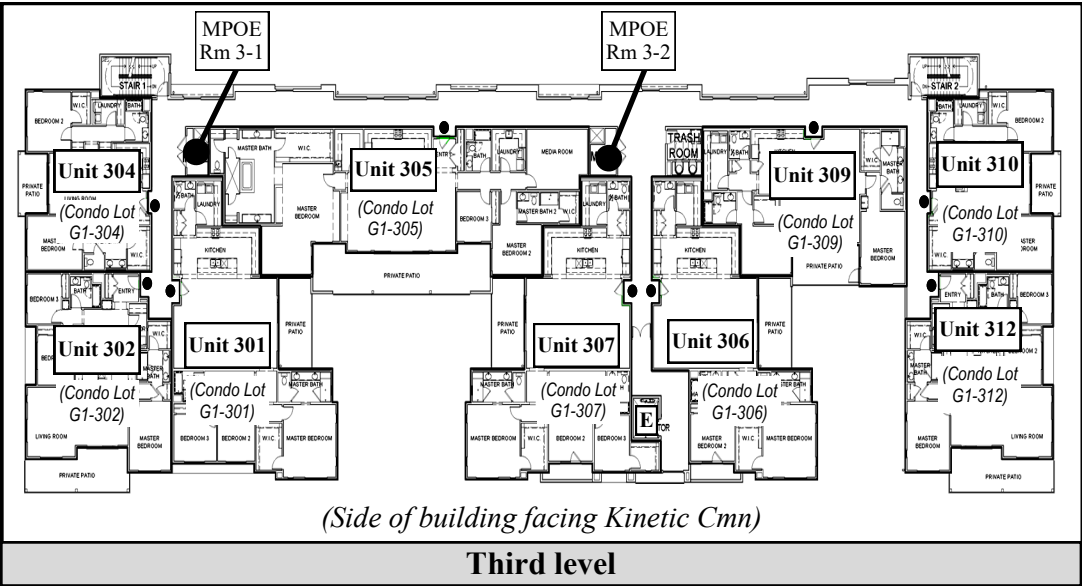 MPOE
Rm 3-1
MPOE
Rm 3-2
STAIR 1
STAIR 2
BEDROOM 2
W.I.C.
LAUNDRY
BATH
Unit 304
PRIVATE
PATIO
LIVING ROOM
(Condo Lot
G1-304)
BEDROOM
W.I.C.
MASTER BATH
W.I.C.
MASTER
BEDROOM
ENTRY
BATH
LAUNDRY
MEDIA ROOM
Unit 305
(Condo Lot
G1-305)
BEDROOM 3
MASTER BATH 2
W.I.C.
MASTER
BEDROOM 2
PRIVATE PATIO
TRASH
ROOM
LAUNDRY
BATH
KITCHEN
W.I.C.
MASTER
BATH
Unit 309
(Condo Lot
G1-309)
MASTER
BEDROOM
PRIVATE PATIO
BATH
LAUNDRY
W.I.C.
BEDROOM 2
Unit 310
PRIVATE
PATIO
(Condo Lot
G1-310)
W.I.C.
BATH
LAUNDRY
KITCHEN
BATH
KITCHEN
KITCHEN
BEDROOM 3
BATH
ENTRY
Unit 302
W.I.C.
MASTER
BATH
(Condo Lot
G1-302)
LIVING ROOM
MASTER
BEDROOM
PRIVATE PATIO
Unit 301
PRIVATE
PATIO
(Condo Lot
G1-301)
MASTER BATH
BEDROOM 3
BEDROOM 2
W.I.C.
MASTER BEDROOM
PRIVATE
PATIO
Unit 307
(Condo Lot
G1-307)
MASTER BATH
MASTER BEDROOM
W.I.C.
BEDROOM 2
BEDROOM 3
E
Unit 306
PRIVATE
PATIO
(Condo Lot
G1-306)
MASTER
BEDROOM 2
W.I.C.
MASTER BEDROOM
ENTRY
BATH
BEDROOM 3
Unit 312
W.I.C.
MASTER
BATH
(Condo Lot
G1-312)
MASTER
BEDROOM
LIVING ROOM
PRIVATE PATIO
(Side of building facing Kinetic Cmn)
Third level